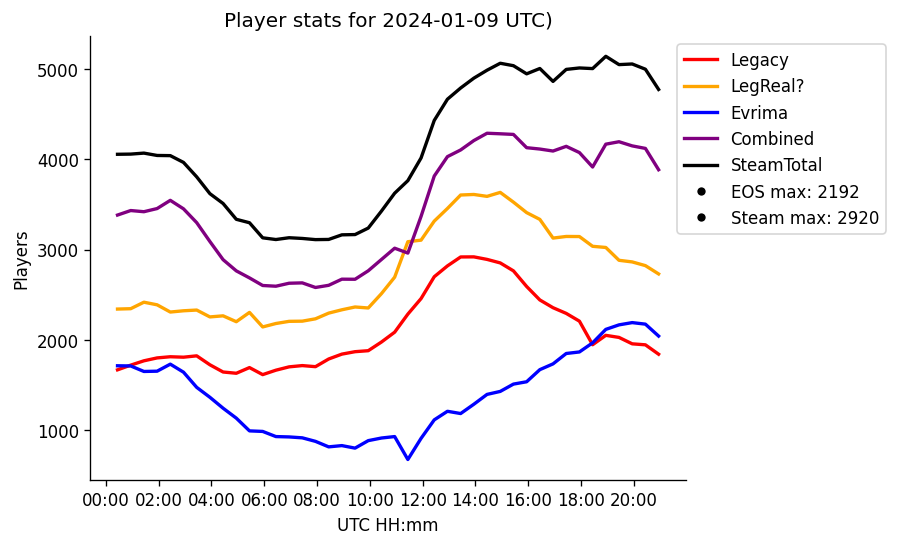 Player stats for 2024-01-09 UTC)
Players
5000
4000
3000
2000
1000
00:00 02:00 04:00 06:00 08:00 10:00 12:00 14:00 16:00 18:00 20:00
UTC HH:mm
Legacy
LegReal?
Evrima
Combined
SteamTotal
EOS max: 2192
Steam max: 2920